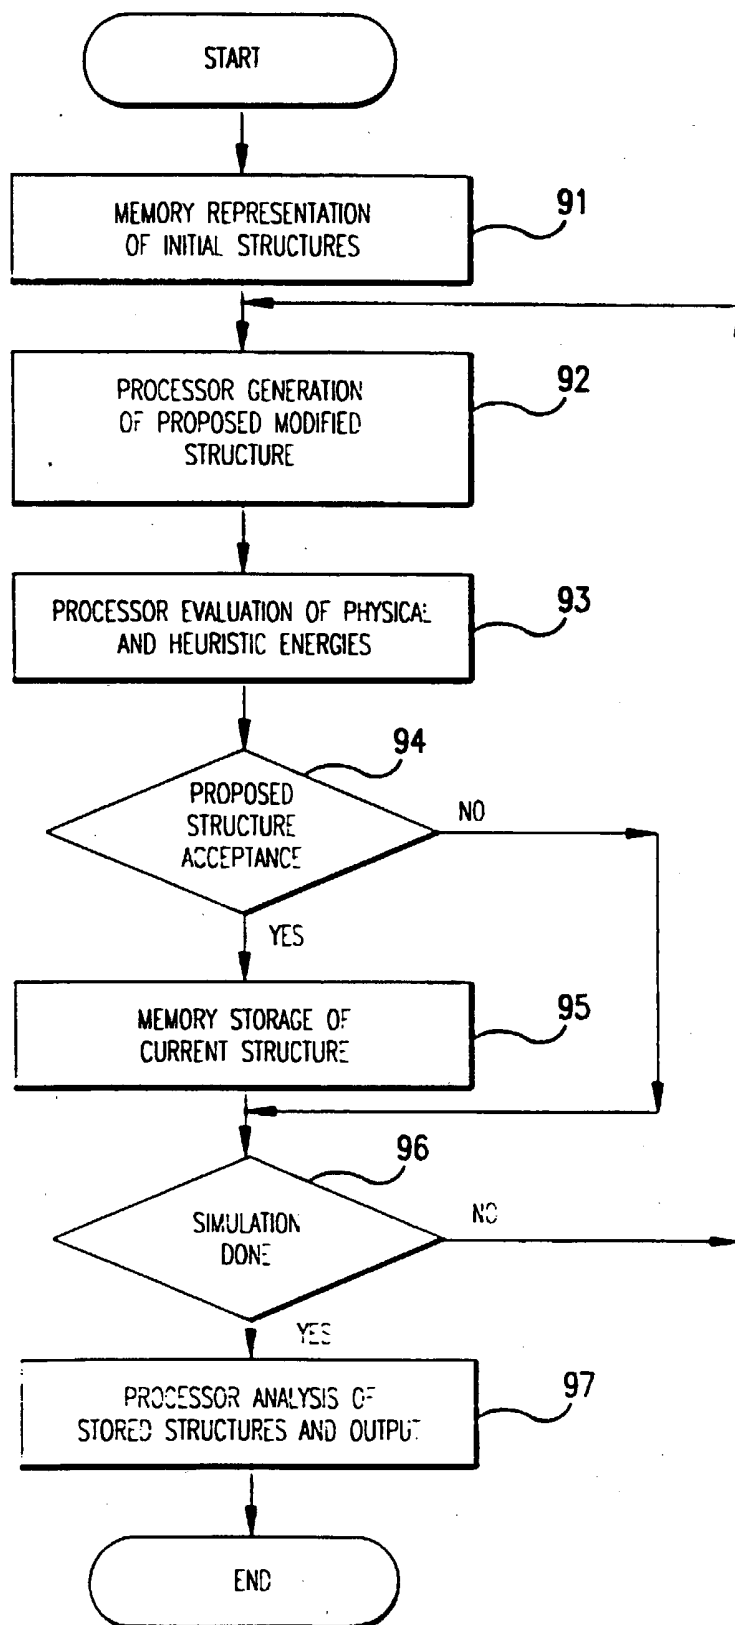 START
MEMORY REPRESENTATION
OF INITIAL STRUCTURES
91
PROCESSOR GENERATION
OF PROPOSED MODIFIED
STRUCTURE
92
PROCESSOR EVALUATION OF PHYSICAL
AND HEURISTIC ENERGIES
93
94
PROPOSED
STRUCTURE
ACCEPTANCE
NO
YES
MEMORY STORAGE OF
CURRENT STRUCTURE
95
96
SIMULATION
DONE
NO
YES
PROCESSOR ANALYSIS OF
STORED STRUCTURES AND OUTPUT
97
END